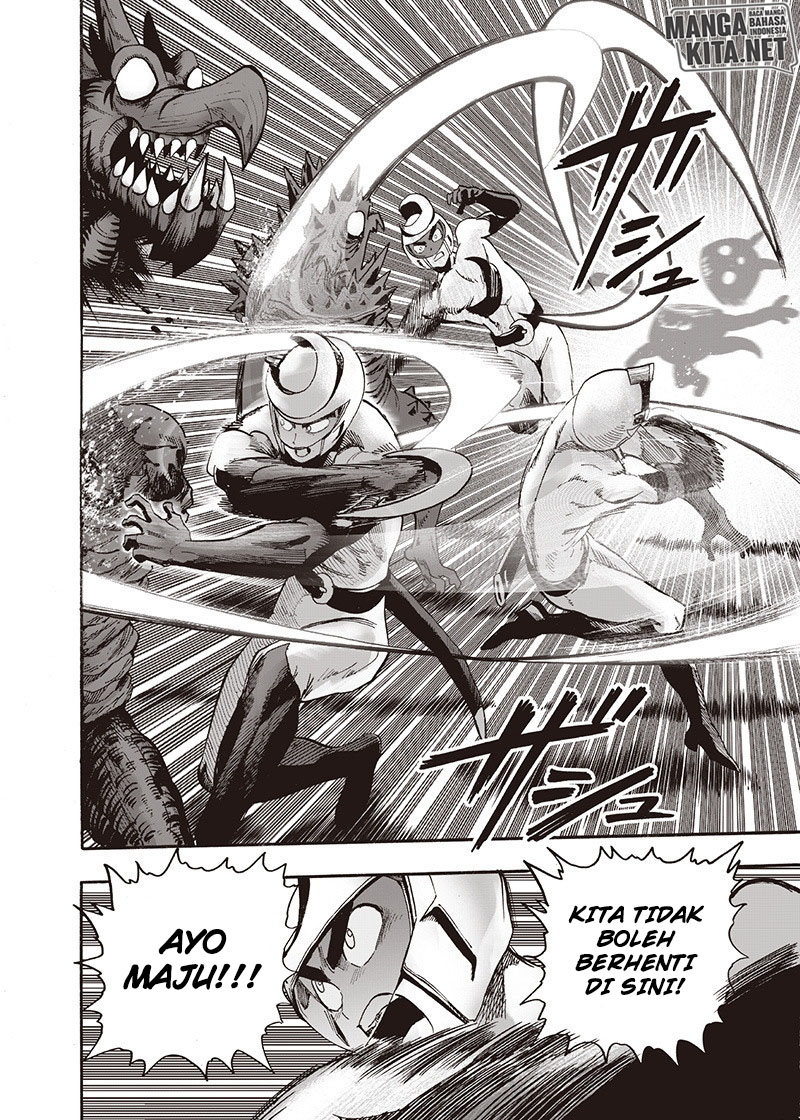 MANGA
KITA.NET
BACA MANGA
BAHASA
INDONESIA
ザシュ
ザシュ
KITA TIDAK
BOLEH
BERHENTI
DI SINI!
AYO
MAJU!!!